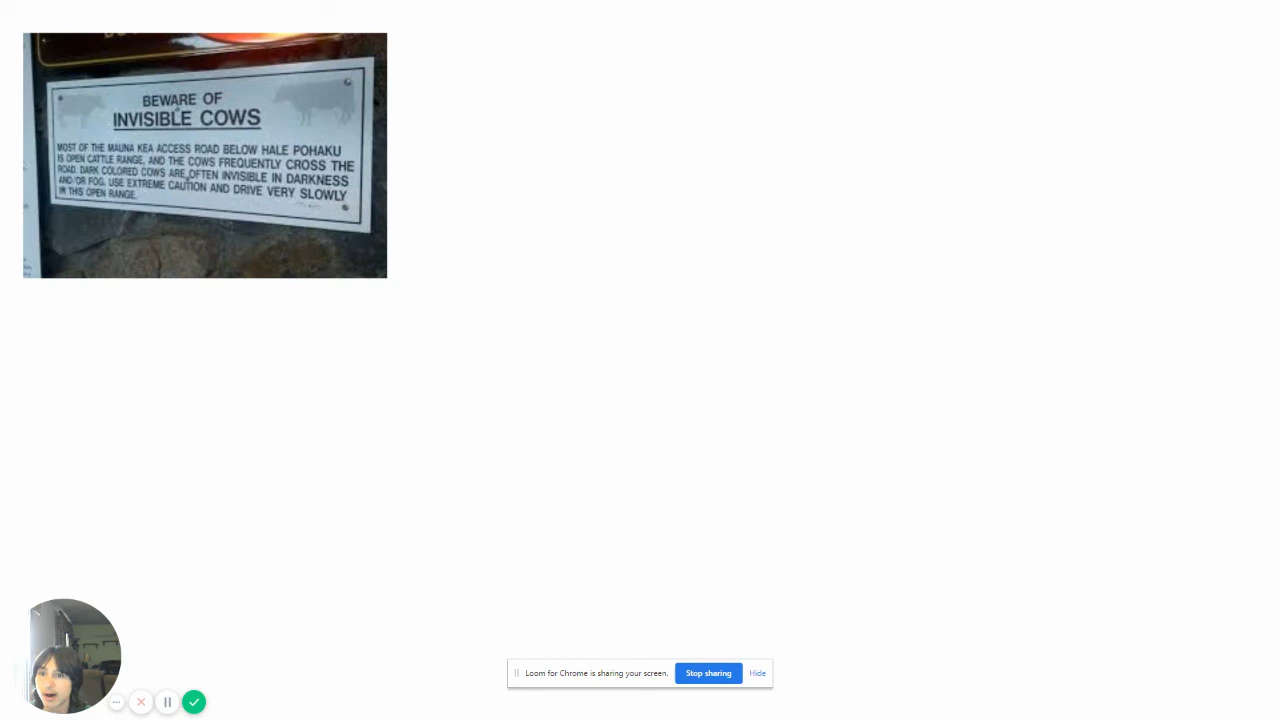 BEWARE OF
INVISIBLE COWS
MOST OF THE MAUNA KEA ACCESS ROAD BELOW HALE POHAKU
IS OPEN CATTLE RANGE, AND THE COWS FREQUENTLY CROSS THE
ROAD. DARK COLORED COWS ARE OFTEN INVISIBLE IN DARKNESS
AND/OR FOG. USE EXTREME CAUTION AND DRIVE VERY SLOWLY
IN THIS OPEN RANGE.
Loom for Chrome is sharing your screen.
Stop sharing
Hide